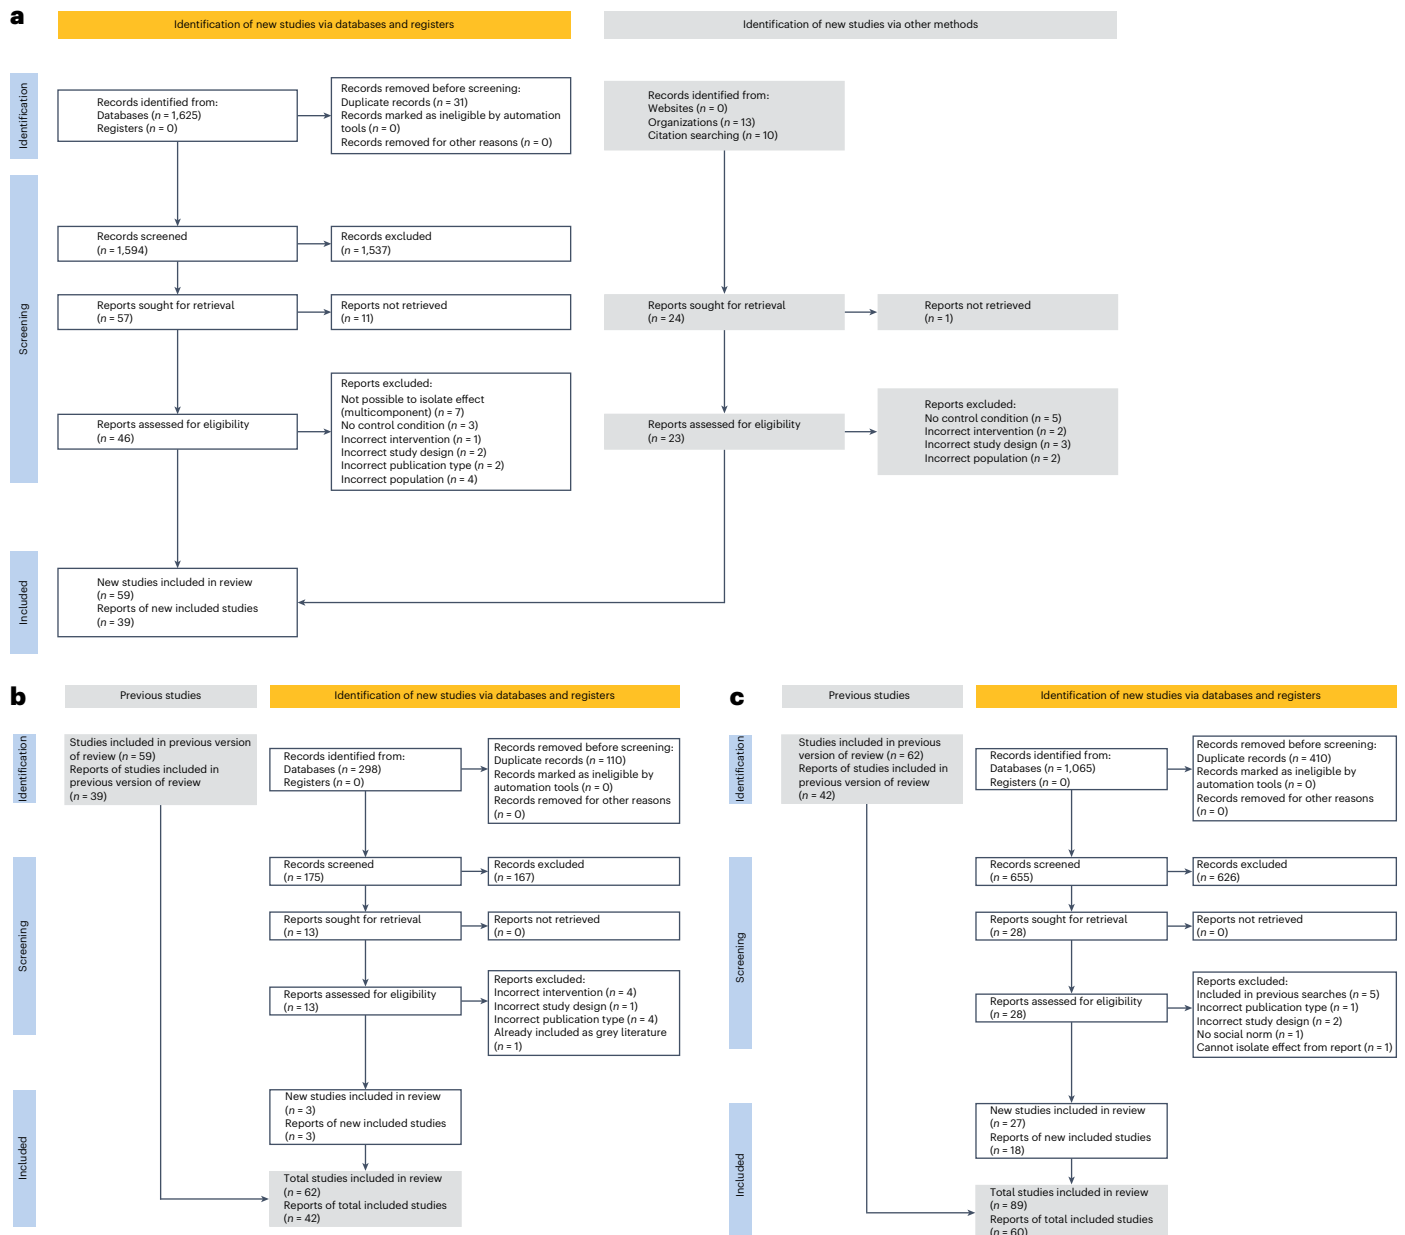 a
Identification of new studies via databases and registers
Identification of new studies via other methods
Identification
Records identified from:
Databases (n = 1,625)
Registers (n = 0)
Records removed before screening:
Duplicate records (n = 31)
Records marked as ineligible by automation
tools (n = 0)
Records removed for other reasons (n = 0)
Records identified from:
Websites (n = 0)
Organizations (n = 13)
Citation searching (n = 10)
Screening
Records screened
(n = 1,594)
Records excluded
(n = 1,537)
Reports sought for retrieval
(n = 57)
Reports not retrieved
(n = 11)
Reports sought for retrieval
(n = 24)
Reports not retrieved
(n = 1)
Reports assessed for eligibility
(n = 46)
Reports excluded:
Not possible to isolate effect
(multicomponent) (n = 7)
No control condition (n = 3)
Incorrect intervention (n = 1)
Incorrect study design (n = 2)
Incorrect publication type (n = 2)
Incorrect population (n = 4)
Reports assessed for eligibility
(n = 23)
Reports excluded:
No control condition (n = 5)
Incorrect intervention (n = 2)
Incorrect study design (n = 3)
Incorrect population (n = 2)
Included
New studies included in review
(n = 59)
Reports of new included studies
(n = 39)
b
Previous studies
Identification of new studies via databases and registers
Identification
Studies included in previous version
of review (n = 59)
Reports of studies included in
previous version of review
(n = 39)
Records identified from:
Databases (n = 298)
Registers (n = 0)
Records removed before screening:
Duplicate records (n = 110)
Records marked as ineligible by
automation tools (n = 0)
Records removed for other reasons
(n = 0)
Screening
Records screened
(n = 175)
Records excluded
(n = 167)
Reports sought for retrieval
(n = 13)
Reports not retrieved
(n = 0)
Reports assessed for eligibility
(n = 13)
Reports excluded:
Incorrect intervention (n = 4)
Incorrect study design (n = 1)
Incorrect publication type (n = 4)
Already included as grey literature
(n = 1)
Included
New studies included in review
(n = 3)
Reports of new included studies
(n = 3)
Total studies included in review
(n = 62)
Reports of total included studies
(n = 42)
c
Previous studies
Identification of new studies via databases and registers
Identification
Studies included in previous
version of review (n = 62)
Reports of studies included in
previous version of review
(n = 42)
Records identified from:
Databases (n = 1,065)
Registers (n = 0)
Records removed before screening:
Duplicate records (n = 410)
Records marked as ineligible by
automation tools (n = 0)
Records removed for other reasons
(n = 0)
Screening
Records screened
(n = 655)
Records excluded
(n = 626)
Reports sought for retrieval
(n = 28)
Reports not retrieved
(n = 0)
Reports assessed for eligibility
(n = 28)
Reports excluded:
Included in previous searches (n = 5)
Incorrect publication type (n = 1)
Incorrect study design (n = 2)
No social norm (n = 1)
Cannot isolate effect from report (n = 1)
Included
New studies included in review
(n = 27)
Reports of new included studies
(n = 18)
Total studies included in review
(n = 89)
Reports of total included studies
(n = 60)